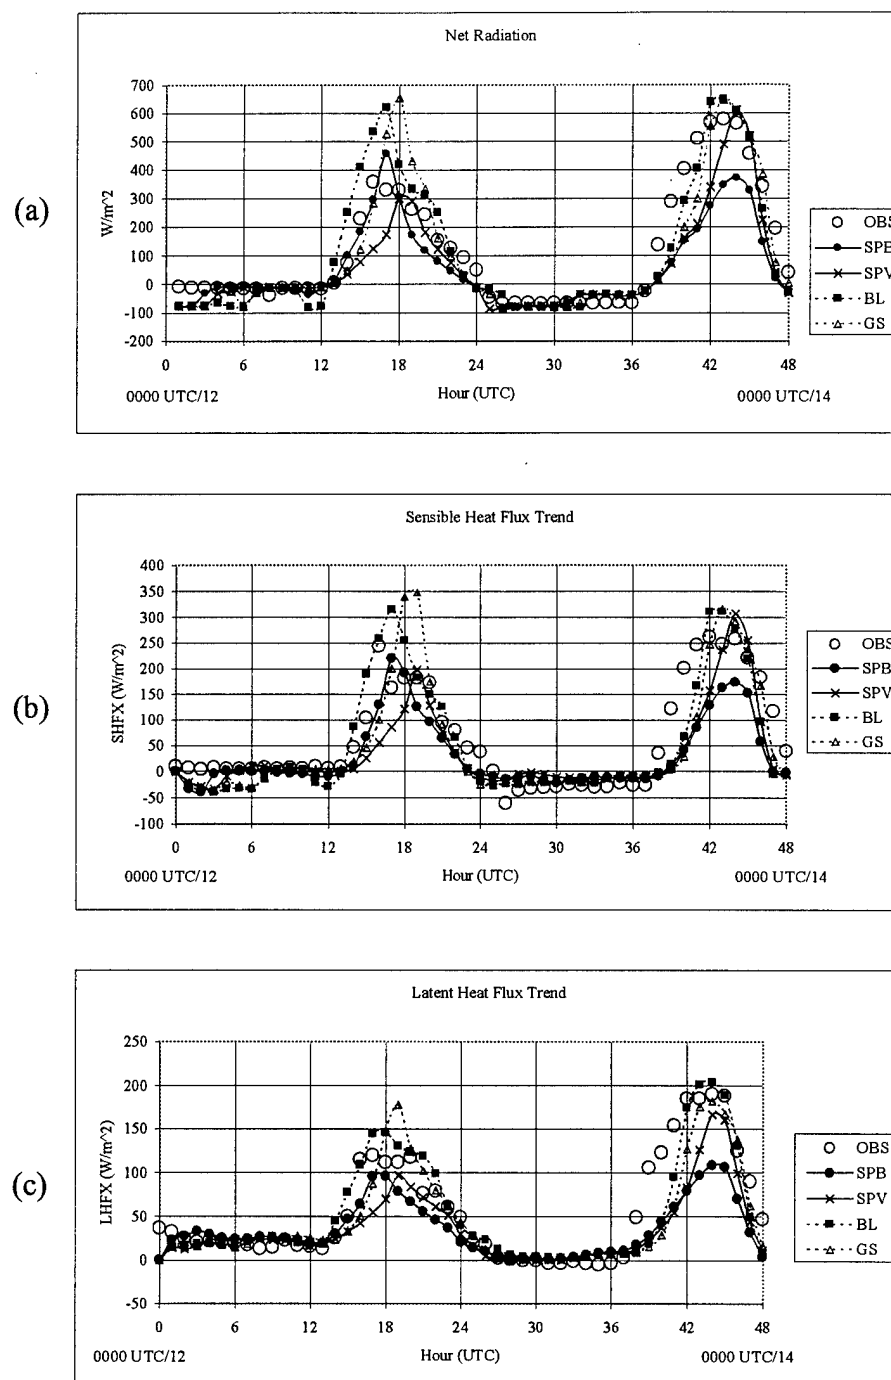 (a)
Net Radiation
W/m^2
700
600
500
400
300
200
100
0
-100
-200
0
6
12
18
24
30
36
42
48
0000 UTC/12
Hour (UTC)
0000 UTC/14
OBS
SPB
SPV
BL
GS
(b)
Sensible Heat Flux Trend
SHFX (W/m^2)
400
350
300
250
200
150
100
50
0
-50
-100
0
6
12
18
24
30
36
42
48
0000 UTC/12
Hour (UTC)
0000 UTC/14
OBS
SPB
SPV
BL
GS
(c)
Latent Heat Flux Trend
LHFX (W/m^2)
250
200
150
100
50
0
-50
0
6
12
18
24
30
36
42
48
0000 UTC/12
Hour (UTC)
0000 UTC/14
OBS
SPB
SPV
BL
GS